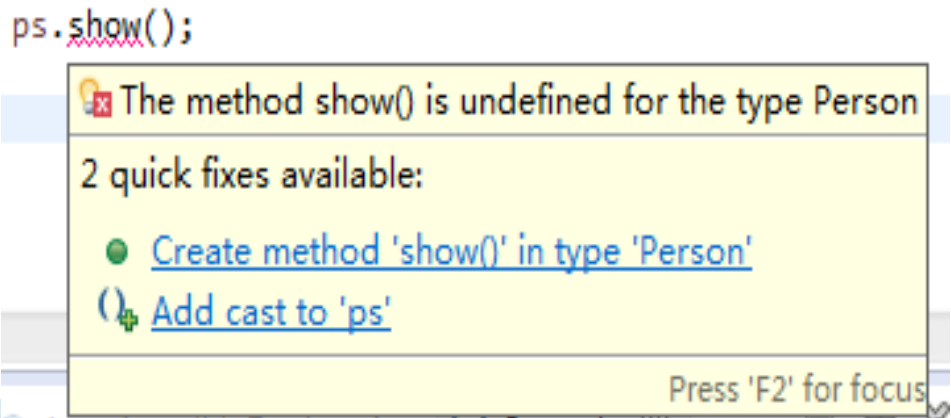 ps.show();
The method show() is undefined for the type Person
2 quick fixes available:
Create method 'show()' in type 'Person'
Add cast to 'ps'
Press 'F2' for focus